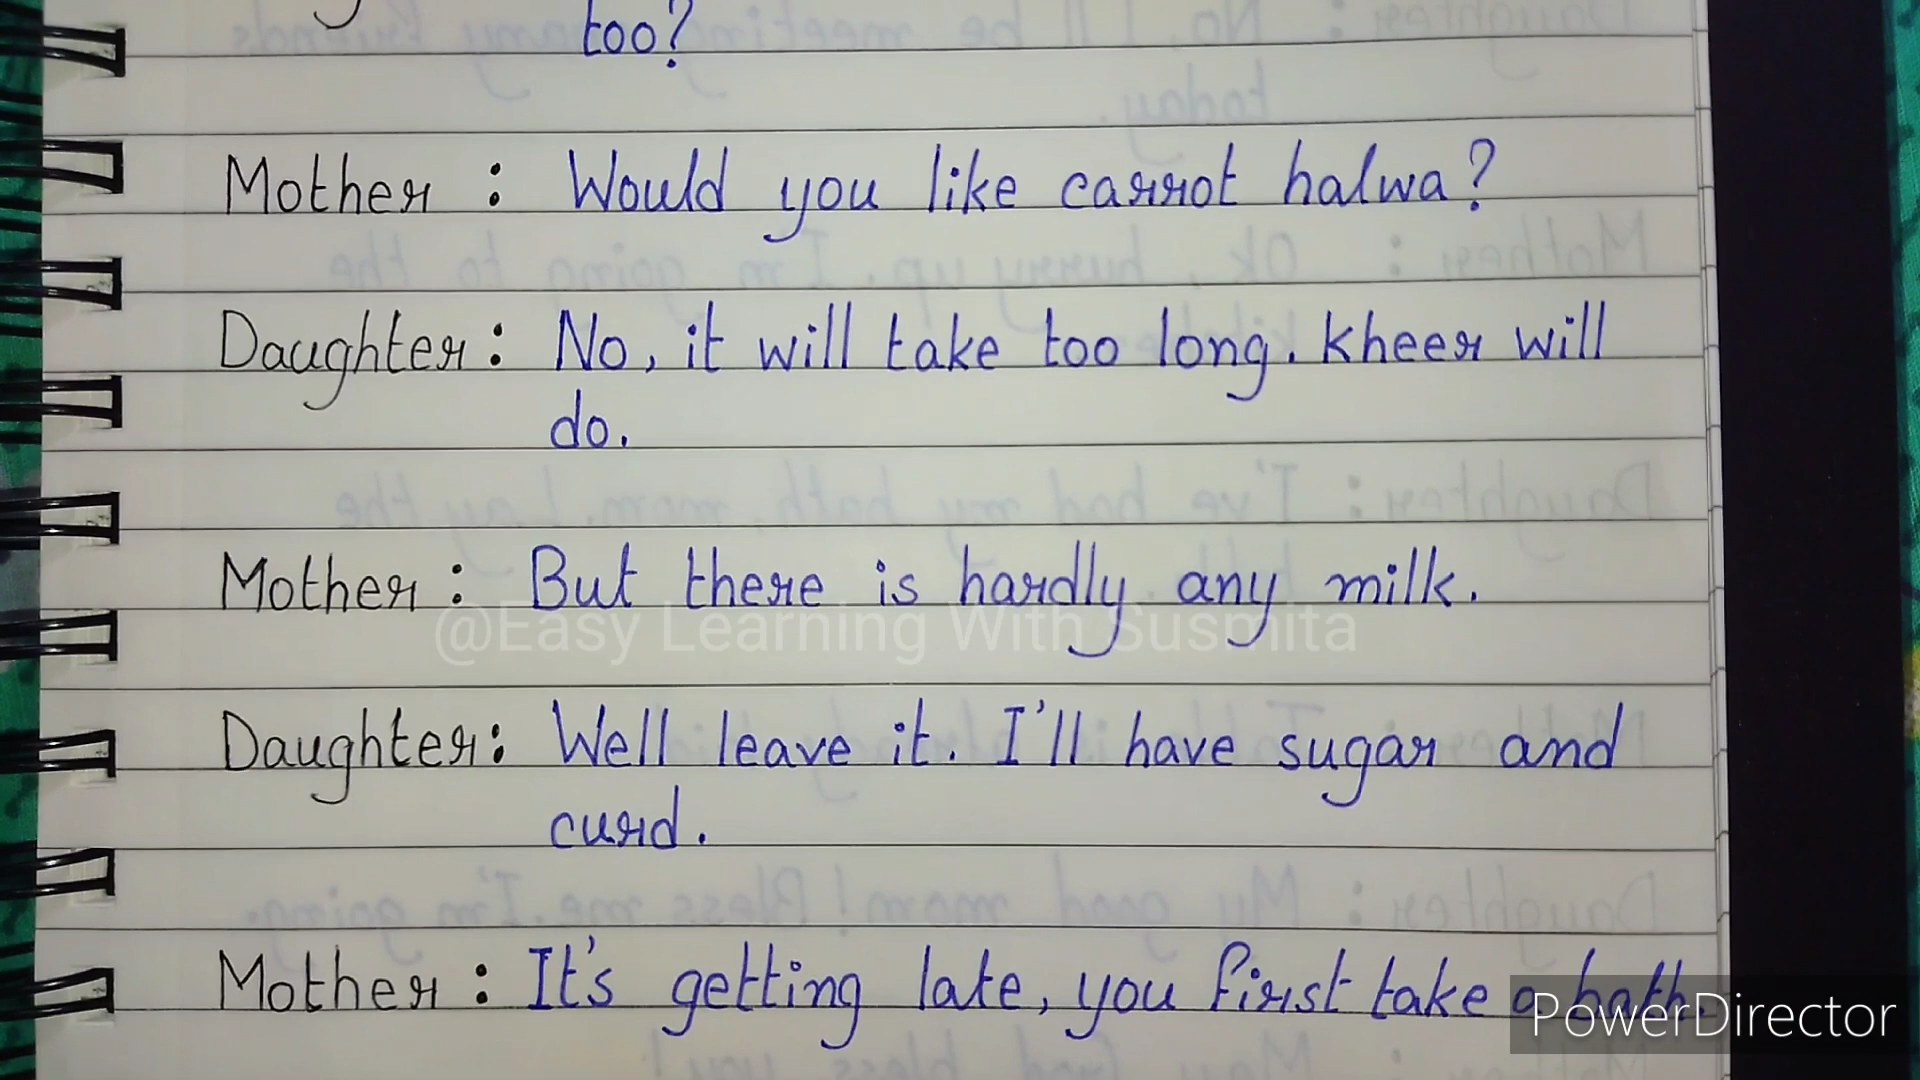 too?
Mother : Would you like carrot halwa?
Daughter : No, it will take too long. Kheer will
do.
Mother : But there is hardly any milk.
@Easy Learning With Susmita
Daughter : Well leave it. I'll have sugar and
curd.
Mother : It's getting late, you first take a bath.
PowerDirector